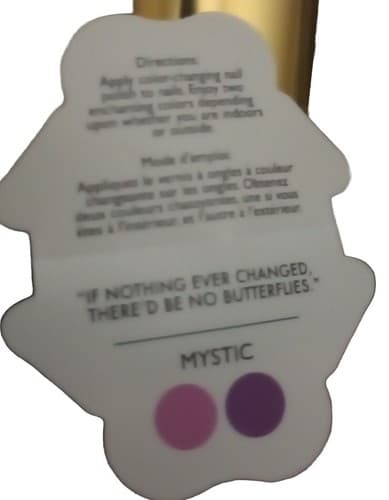 Directions:
Apply color-changing nail
polish to nails. Enjoy two
enchanting colors depending
upon whether you are indoors
or outside.
Mode d'emploi:
Appliquez le vernis à ongles à couleur
changeante sur les ongles. Obtenez
deux couleurs chatoyantes, une si vous
êtes à l'intérieur, et l'autre à l'extérieur.
"IF NOTHING EVER CHANGED,
THERE'D BE NO BUTTERFLIES."
MYSTIC